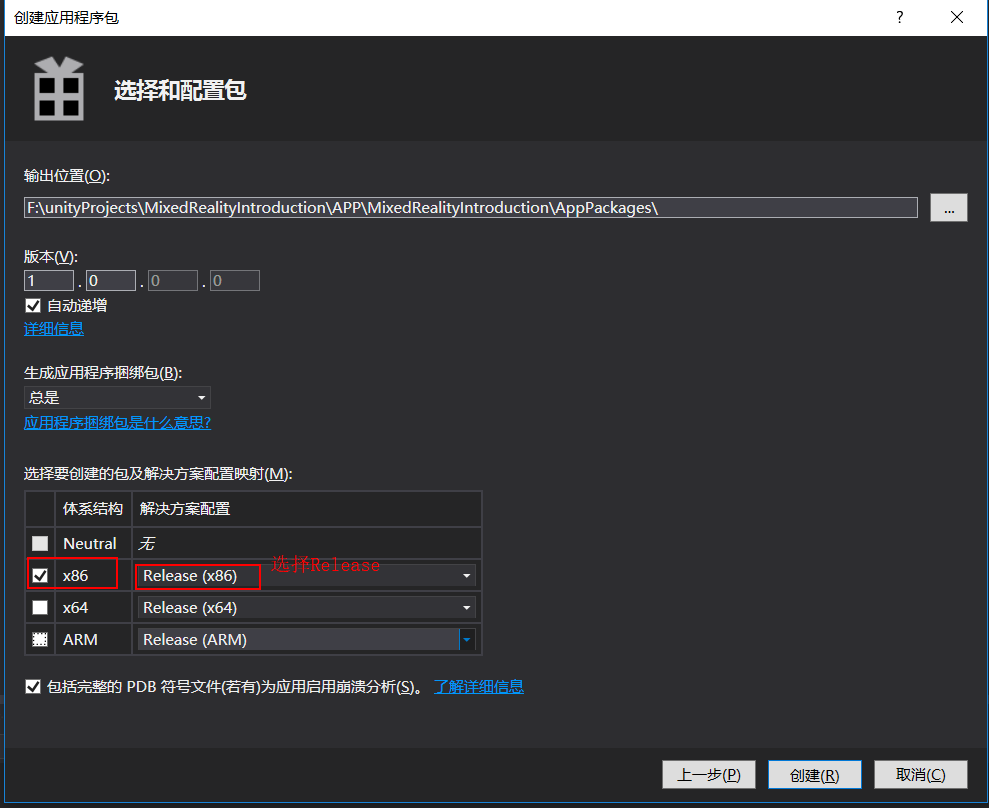 创建应用程序包
?
选择和配置包
输出位置(O):
F:\unityProjects\MixedRealityIntroduction\APP\MixedRealityIntroduction\AppPackages\
...
版本(V):
1 . 0 . 0 . 0
自动递增
详细信息
生成应用程序捆绑包(B):
总是
应用程序捆绑包是什么意思?
选择要创建的包及解决方案配置映射(M):
体系结构 解决方案配置
Neutral 无
选择Release
x86 Release (x86)
x64 Release (x64)
ARM Release (ARM)
包括完整的 PDB 符号文件(若有)为应用启用崩溃分析(S)。 了解详细信息
上一步(P) 创建(R) 取消(C)